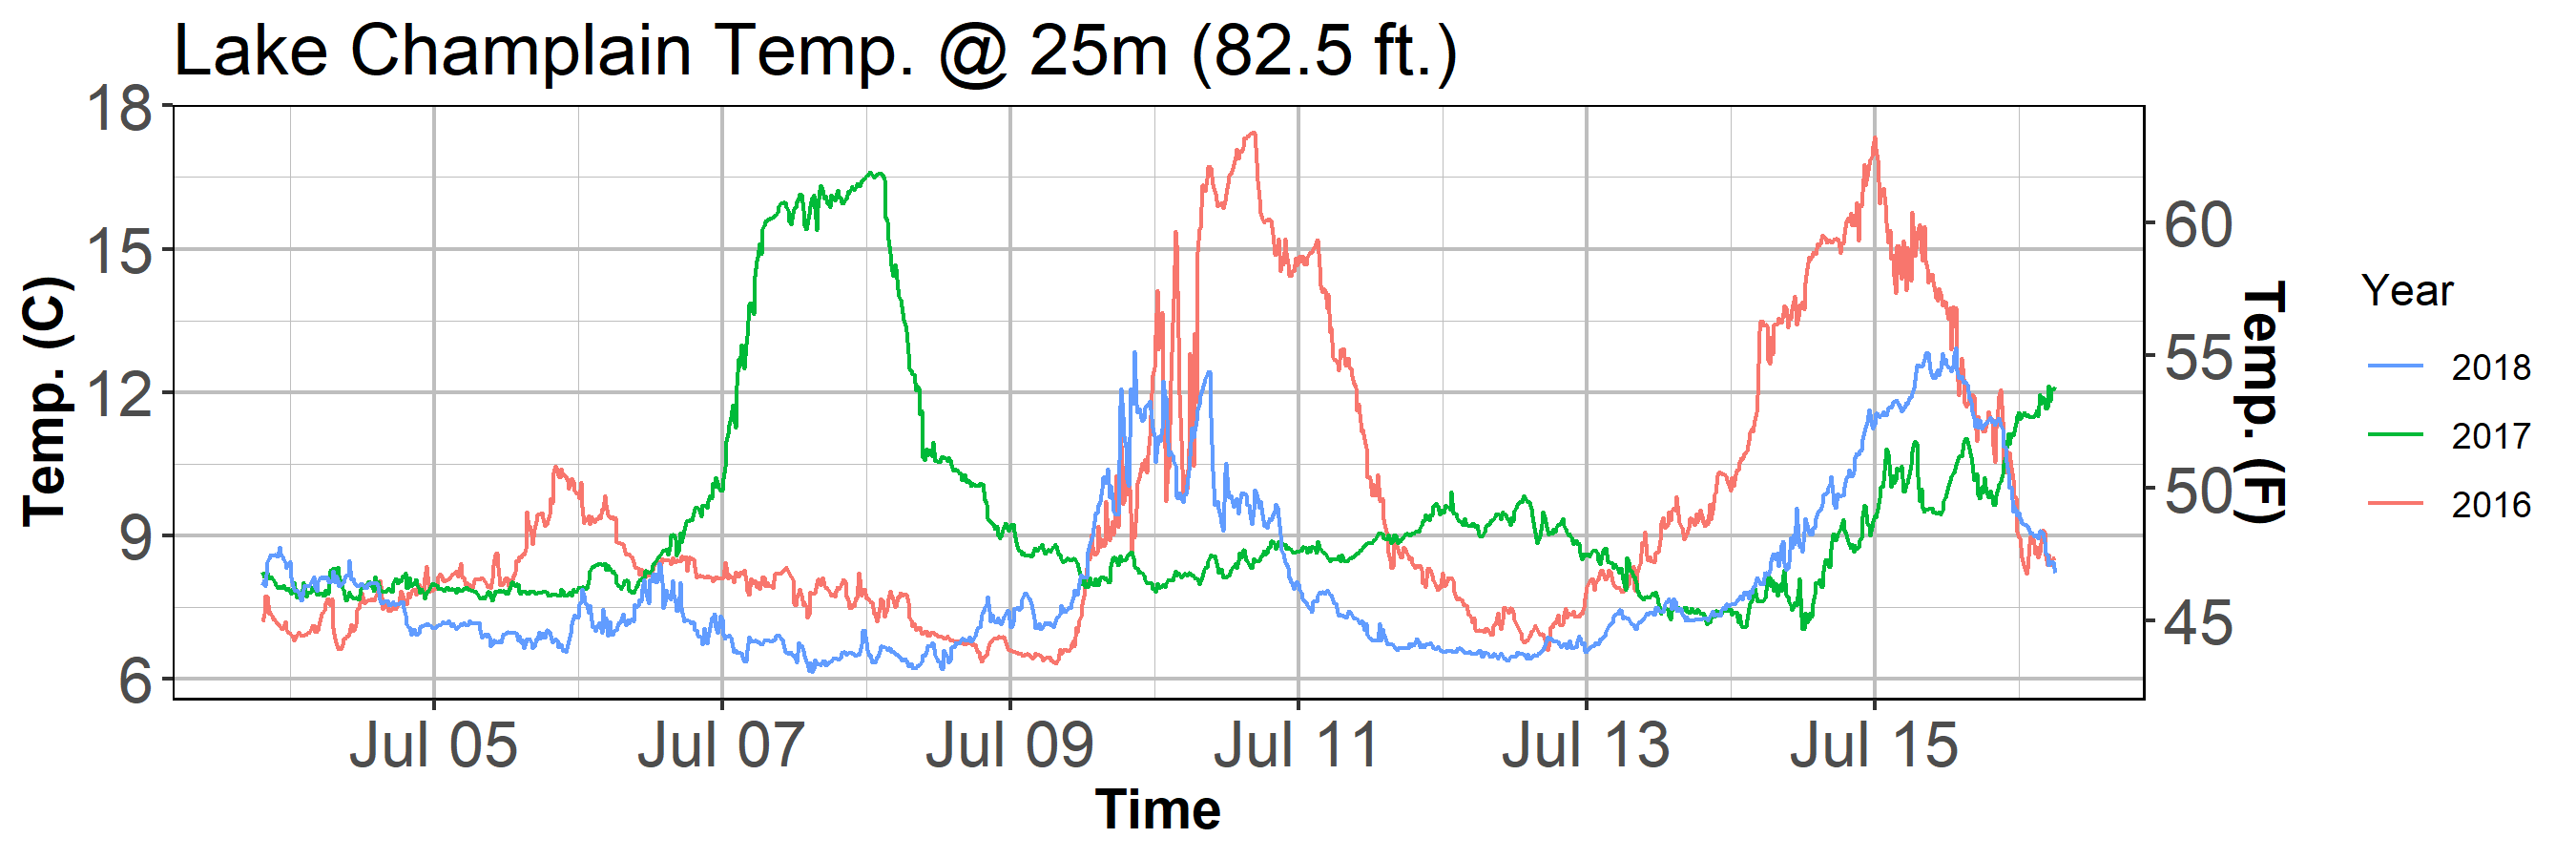 Lake Champlain Temp. @ 25m (82.5 ft.)
18
15
12
9
6
Temp. (C)
60
55
50
45
Temp. (F)
Jul 05 Jul 07 Jul 09 Jul 11 Jul 13 Jul 15
Time
Year
2018
2017
2016